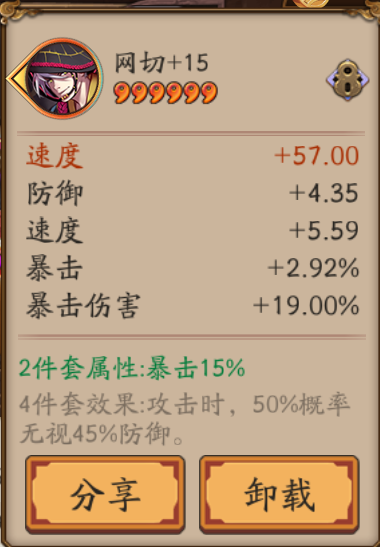 网切+15
速度 +57.00
防御 +4.35
速度 +5.59
暴击 +2.92%
暴击伤害 +19.00%
2件套属性:暴击15%
4件套效果:攻击时，50%概率
无视45%防御。
分享 卸载